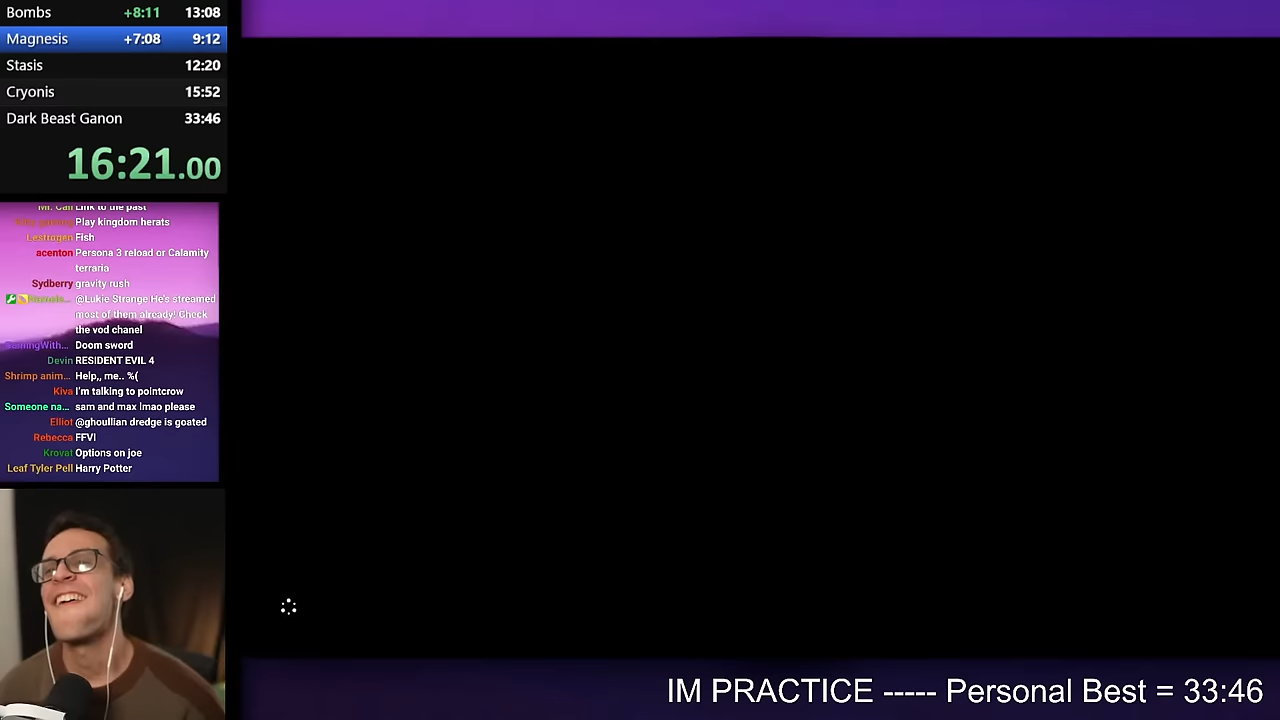 Bombs +8:11 13:08
Magnesis +7:08 9:12
Stasis 12:20
Cryonis 15:52
Dark Beast Ganon 33:46
16:21.00
Link to the past
Play kingdom herats
Lestrogen Fish
acenton Persona 3 reload or Calamity
terraria
Sydberry gravity rush
@Lukie Strange He's streamed
most of them already! Check
the vod chanel
Doom sword
Devin RESIDENT EVIL 4
Shrimp anim... Help,, me.. %(
Kiva I'm talking to pointcrow
Someone na... sam and max lmao please
Elliot @ghoullian dredge is goated
Rebecca FFVI
Krovat Options on joe
Leaf Tyler Pell Harry Potter
IM PRACTICE ----- Personal Best = 33:46